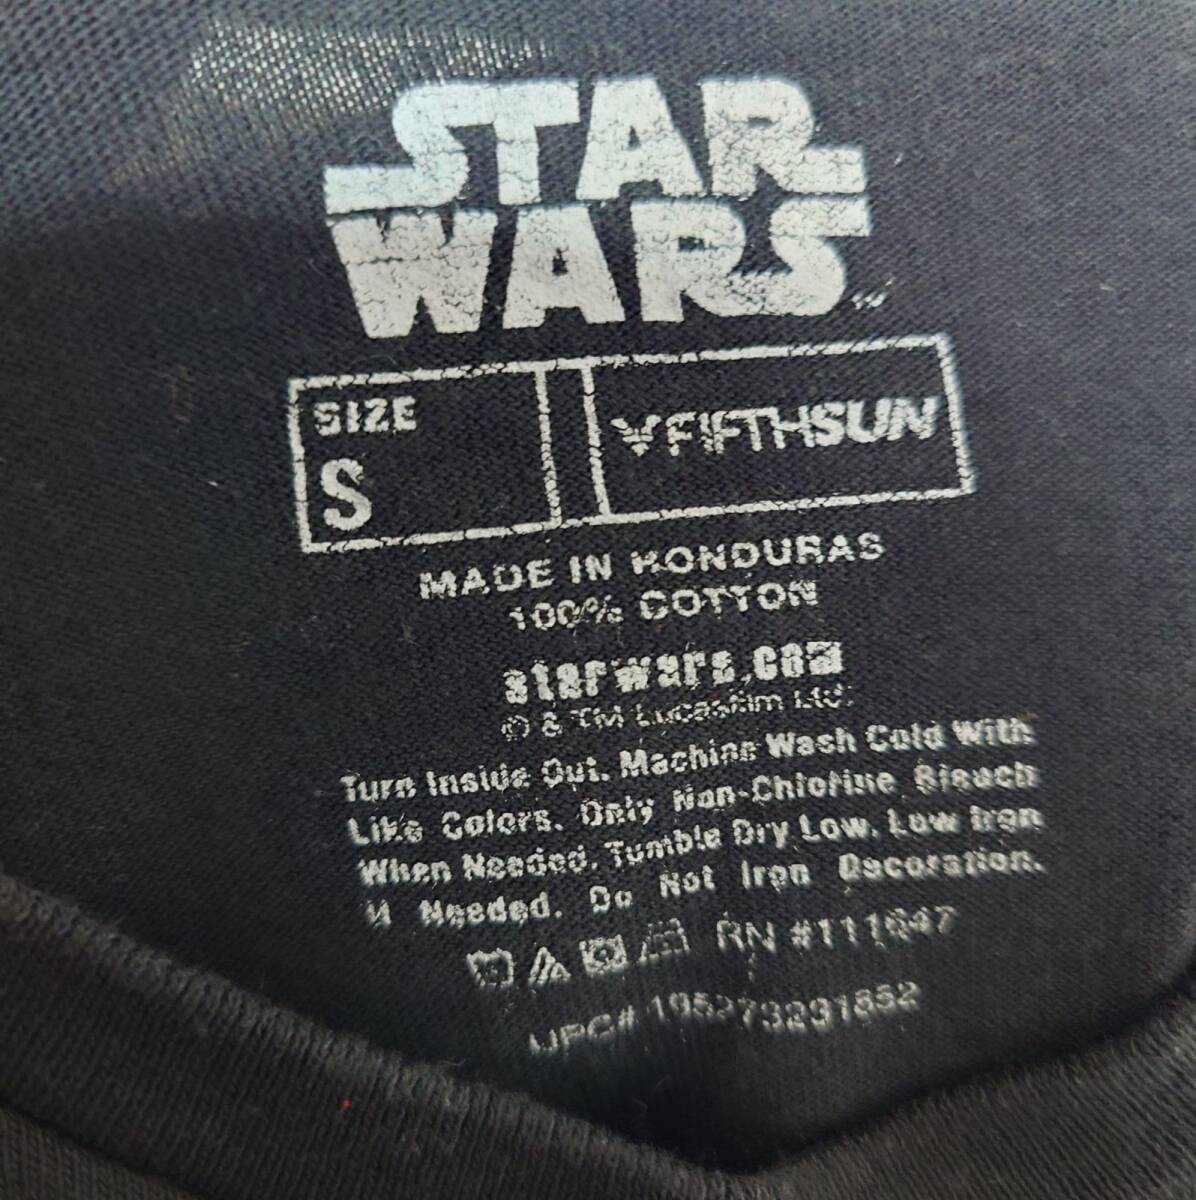 STAR
WARS
TM
SIZE
S
FIFTHSUN
MADE IN HONDURAS
100% COTTON
starwars.com
© & TM Lucasfilm Ltd.
Turn Inside Out. Machine Wash Cold With
Like Colors. Only Non-Chlorine Bleach
When Needed. Tumble Dry Low. Low Iron
If Needed. Do Not Iron Decoration.
RN #111647
UPC# 195273231852